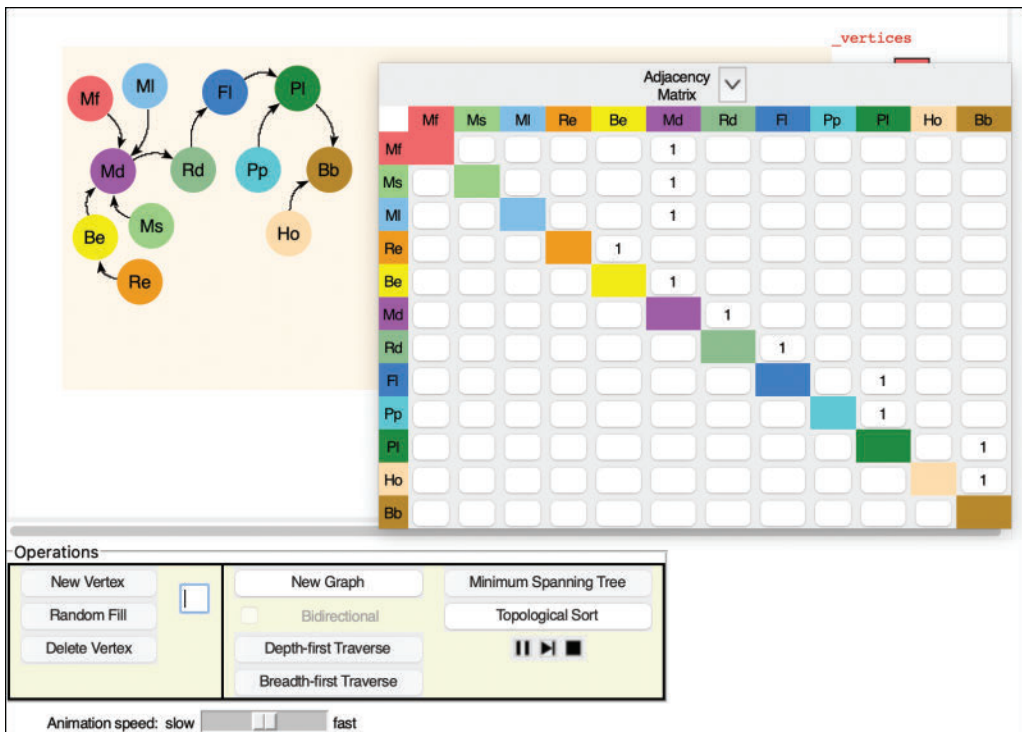 _vertices
Mf
Ml
Fl
Pl
Md
Rd
Pp
Bb
Be
Ms
Ho
Re
Adjacency
Matrix
Mf Ms Ml Re Be Md Rd Fl Pp Pl Ho Bb
Mf 1
Ms 1
Ml 1
Re 1
Be 1
Md 1
Rd 1
Fl 1
Pp 1
Pl 1
Ho 1
Bb
Operations
New Vertex New Graph Minimum Spanning Tree
Random Fill Bidirectional Topological Sort
Delete Vertex Depth-first Traverse
Breadth-first Traverse
Animation speed: slow fast